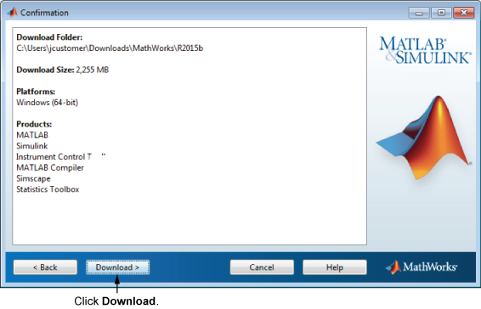 Confirmation
Download Folder:
C:\Users\jcustomer\Downloads\MathWorks\R2015b
Download Size: 2,255 MB
Platforms:
Windows (64-bit)
Products:
MATLAB
Simulink
Instrument Control T
MATLAB Compiler
Simscape
Statistics Toolbox
MATLAB®
&SIMULINK®
< Back
Download >
Cancel
Help
MathWorks®
Click Download.